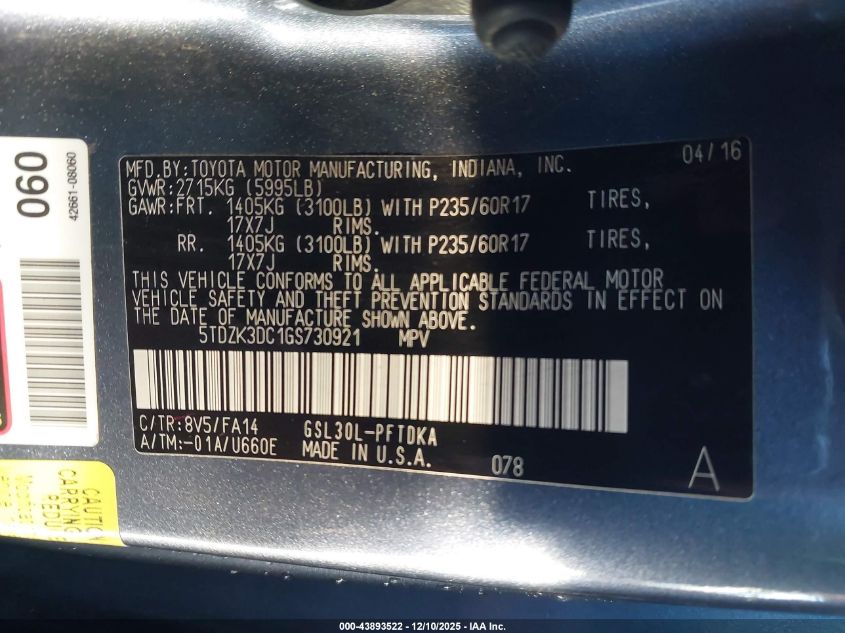 060
42661-08060
MFD.BY:TOYOTA MOTOR MANUFACTURING, INDIANA, INC. 04/16
GVWR:2715KG (5995LB)
GAWR:FRT. 1405KG (3100LB) WITH P235/60R17 TIRES,
17X7J RIMS.
RR. 1405KG (3100LB) WITH P235/60R17 TIRES,
17X7J RIMS.
THIS VEHICLE CONFORMS TO ALL APPLICABLE FEDERAL MOTOR
VEHICLE SAFETY AND THEFT PREVENTION STANDARDS IN EFFECT ON
THE DATE OF MANUFACTURE SHOWN ABOVE.
5TDZK3DC1GS730921 MPV
C/TR:8V5/FA14 GSL30L-PFTDKA
A/TM:-01A/U660E MADE IN U.S.A. 078 A
CAUTI
CARRYING
REDU
000-43893522 - 12/10/2025 - IAA Inc.